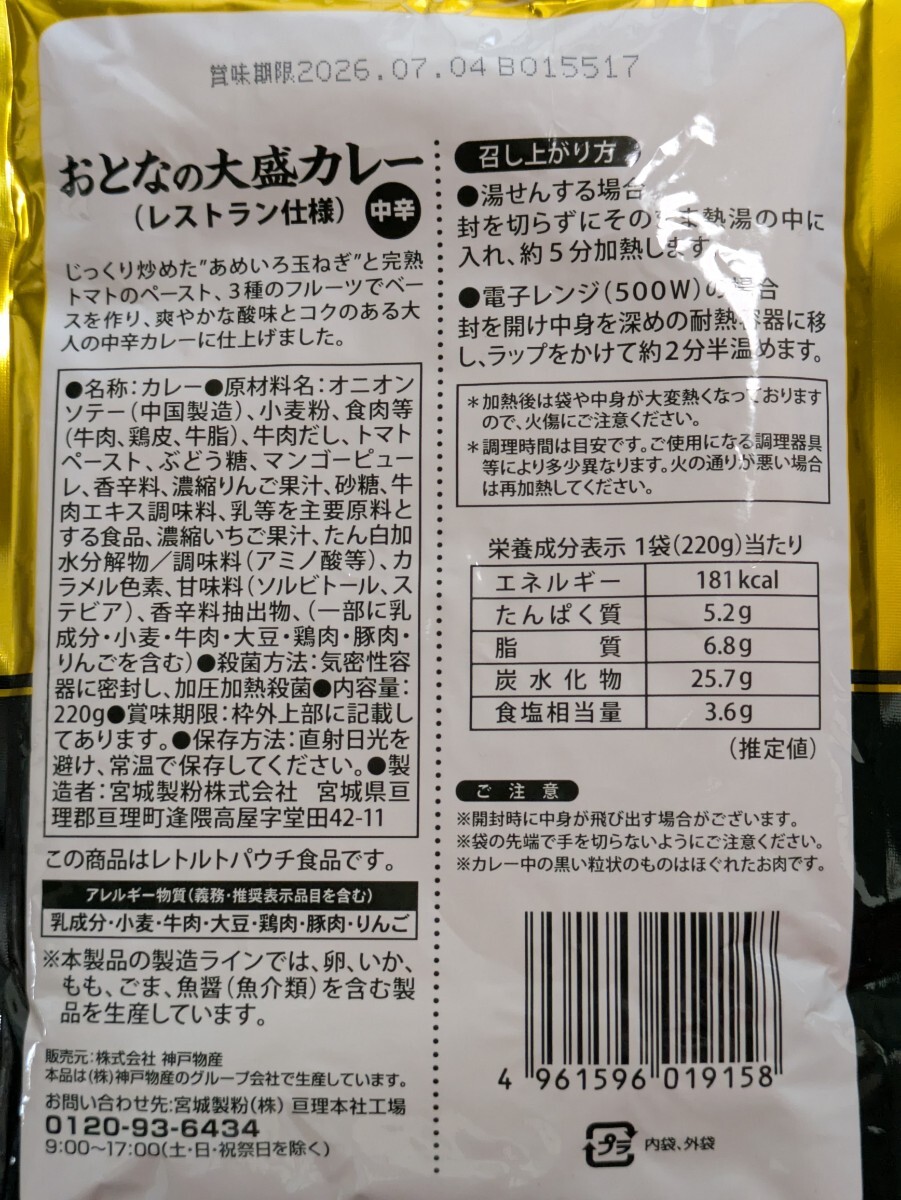 賞味期限2026.07.04 B015517
おとなの大盛カレー
(レストラン仕様) 中辛
じっくり炒めた"あめいろ玉ねぎ"と完熟
トマトのペースト、3種のフルーツでベー
スを作り、爽やかな酸味とコクのある大
人の中辛カレーに仕上げました。
●名称:カレー●原材料名:オニオン
ソテー(中国製造)、小麦粉、食肉等
(牛肉、鶏皮、牛脂)、牛肉だし、トマト
ペースト、ぶどう糖、マンゴーピュー
レ、香辛料、濃縮りんご果汁、砂糖、牛
肉エキス調味料、乳等を主要原料と
する食品、濃縮いちご果汁、たん白加
水分解物/調味料(アミノ酸等)、カ
ラメル色素、甘味料(ソルビトール、ス
テビア)、香辛料抽出物、(一部に乳
成分・小麦・牛肉・大豆・鶏肉・豚肉・
りんごを含む)●殺菌方法:気密性容
器に密封し、加圧加熱殺菌●内容量:
220g●賞味期限:枠外上部に記載し
てあります。●保存方法:直射日光を
避け、常温で保存してください。●製
造者:宮城製粉株式会社 宮城県亘
理郡亘理町逢隈高屋字堂田42-11
この商品はレトルトパウチ食品です。
アレルギー物質(義務・推奨表示品目を含む)
乳成分・小麦・牛肉・大豆・鶏肉・豚肉・りんご
※本製品の製造ラインでは、卵、いか、
もも、ごま、魚醤(魚介類)を含む製
品を生産しています。
販売元:株式会社 神戸物産
本品は(株)神戸物産のグループ会社で生産しています。
お問い合わせ先:宮城製粉(株) 亘理本社工場
0120-93-6434
9:00〜17:00(土・日・祝祭日を除く)
召し上がり方
●湯せんする場合
封を切らずにそのまま熱湯の中に
入れ、約5分加熱します
●電子レンジ(500W)の場合
封を開け中身を深めの耐熱容器に移
し、ラップをかけて約2分半温めます。
*加熱後は袋や中身が大変熱くなっております
ので、火傷にご注意ください。
*調理時間は目安です。ご使用になる調理器具
等により多少異なります。火の通りが悪い場合
は再加熱してください。
栄養成分表示 1袋(220g)当たり
エネルギー 181kcal
たんぱく質 5.2g
脂質 6.8g
炭水化物 25.7g
食塩相当量 3.6g
(推定値)
ご注意
※開封時に中身が飛び出す場合がございます。
※袋の先端で手を切らないようにご注意ください。
※カレー中の黒い粒状のものはほぐれたお肉です。
4 961596 019158
プラ 内袋、外袋